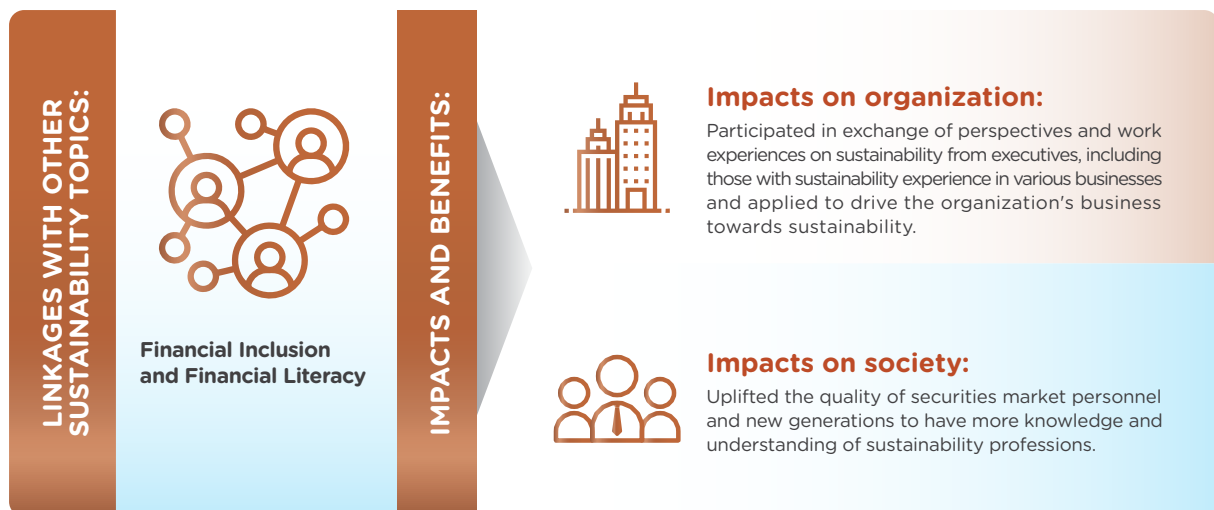 LINKAGES WITH OTHER
SUSTAINABILITY TOPICS:
Financial Inclusion
and Financial Literacy
IMPACTS AND BENEFITS:
Impacts on organization:
Participated in exchange of perspectives and work
experiences on sustainability from executives, including
those with sustainability experience in various businesses
and applied to drive the organization's business
towards sustainability.
Impacts on society:
Uplifted the quality of securities market personnel
and new generations to have more knowledge and
understanding of sustainability professions.